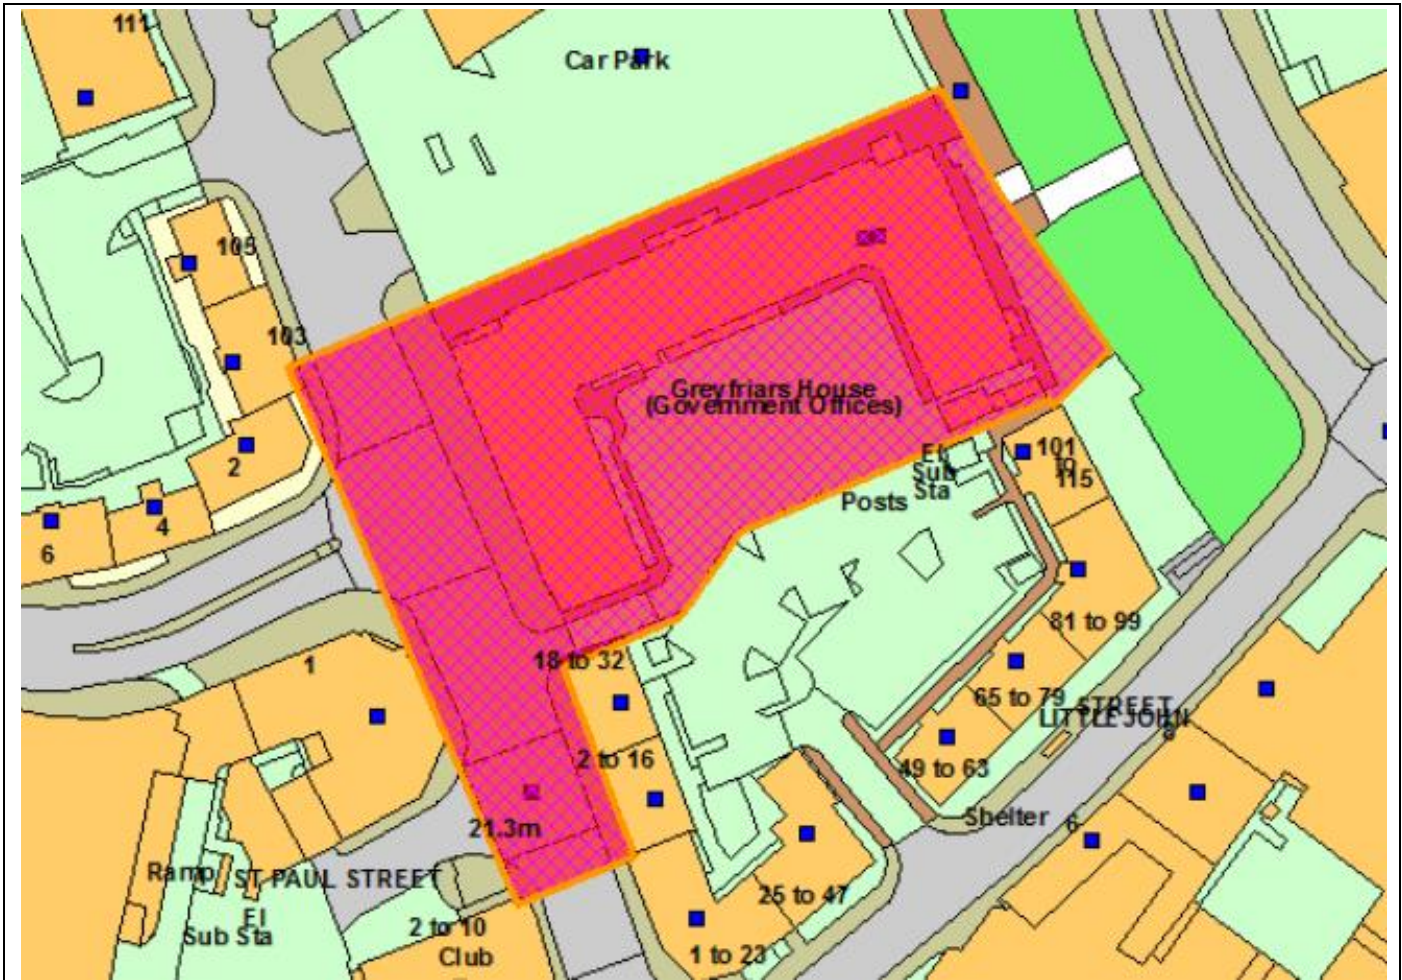 111
Car Park
105
103
Greyfriars House
(Government Offices)
2
4
6
El
Sub
Sta
101
to
115
Posts
81 to 99
1
18 to 32
65 to 79
STREET
LITTLEJOHN
2 to 16
49 to 63
Shelter
6
21.3m
Ramp
ST PAUL STREET
25 to 47
El
Sub Sta
2 to 10
Club
1 to 23